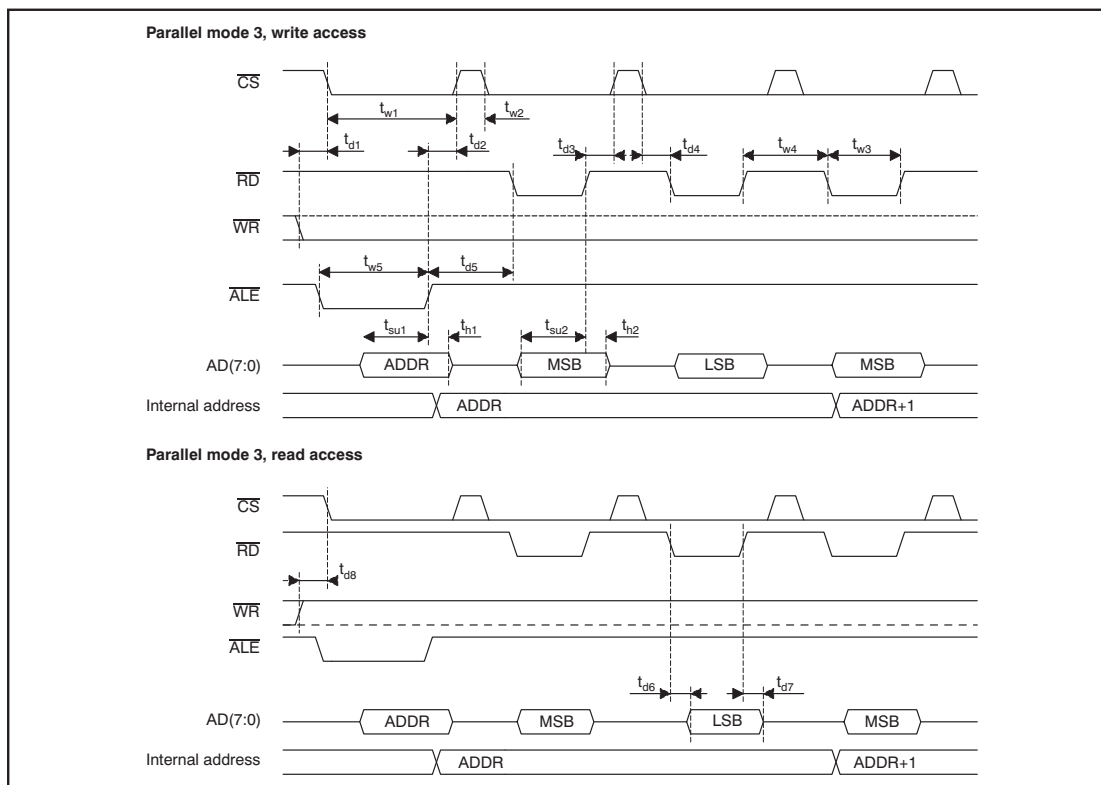 Parallel mode 3, write access
CS
tw1
tw2
td1
td2
td3
td4
tw4
tw3
RD
WR
tw5
td5
ALE
tsu1
th1
tsu2
th2
AD(7:0)
ADDR
MSB
LSB
MSB
Internal address
ADDR
ADDR+1
Parallel mode 3, read access
CS
RD
td8
WR
ALE
td6
td7
AD(7:0)
ADDR
MSB
LSB
MSB
Internal address
ADDR
ADDR+1